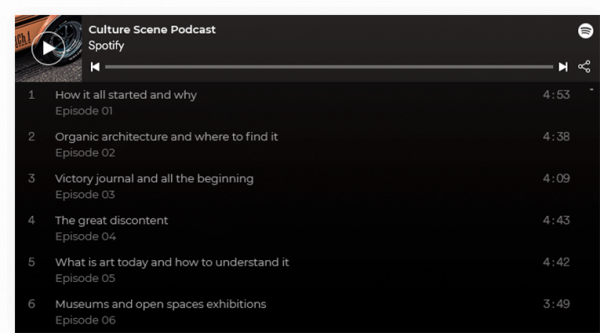 Culture Scene Podcast
Spotify
1 How it all started and why 4:53
Episode 01
2 Organic architecture and where to find it 4:38
Episode 02
3 Victory journal and all the beginning 4:09
Episode 03
4 The great discontent 4:43
Episode 04
5 What is art today and how to understand it 4:42
Episode 05
6 Museums and open spaces exhibitions 3:49
Episode 06